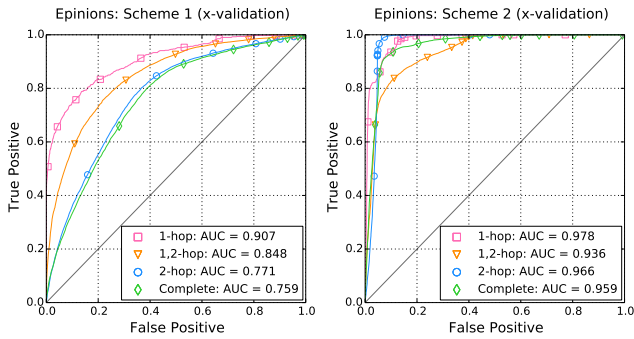 Epinions: Scheme 1 (x-validation)
True Positive
1.0
0.8
0.6
0.4
0.2
0.0
0.0 0.2 0.4 0.6 0.8 1.0
False Positive
1-hop: AUC = 0.907
1,2-hop: AUC = 0.848
2-hop: AUC = 0.771
Complete: AUC = 0.759
Epinions: Scheme 2 (x-validation)
True Positive
1.0
0.8
0.6
0.4
0.2
0.0
0.0 0.2 0.4 0.6 0.8 1.0
False Positive
1-hop: AUC = 0.978
1,2-hop: AUC = 0.936
2-hop: AUC = 0.966
Complete: AUC = 0.959